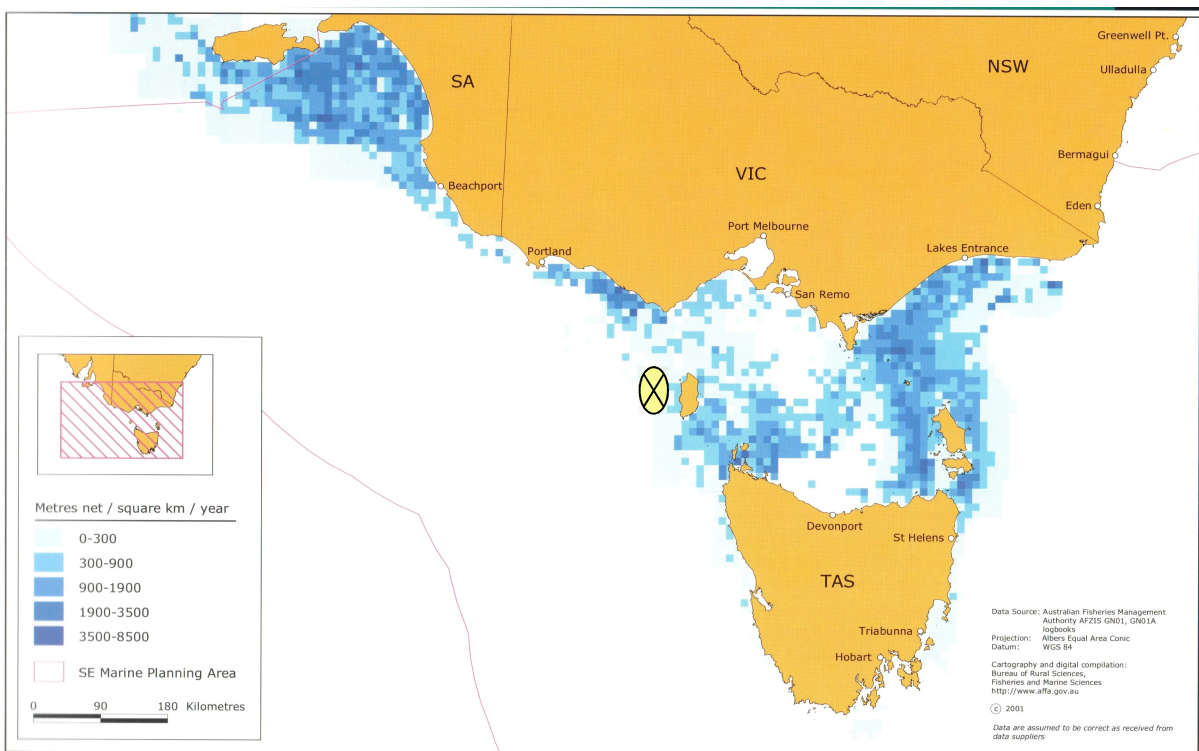 Greenwell Pt.
NSW
Ulladulla
SA
Bermagui
VIC
Beachport
Eden
Port Melbourne
Portland
Lakes Entrance
San Remo
Metres net / square km / year
0-300
300-900
900-1900
1900-3500
3500-8500
SE Marine Planning Area
0 90 180 Kilometres
Devonport
St Helens
TAS
Triabunna
Hobart
Data Source: Australian Fisheries Management
Authority AFZIS GN01, GN01A
logbooks
Projection: Albers Equal Area Conic
Datum: WGS 84
Cartography and digital compilation:
Bureau of Rural Sciences,
Fisheries and Marine Sciences
http://www.affa.gov.au
© 2001
Data are assumed to be correct as received from
data suppliers